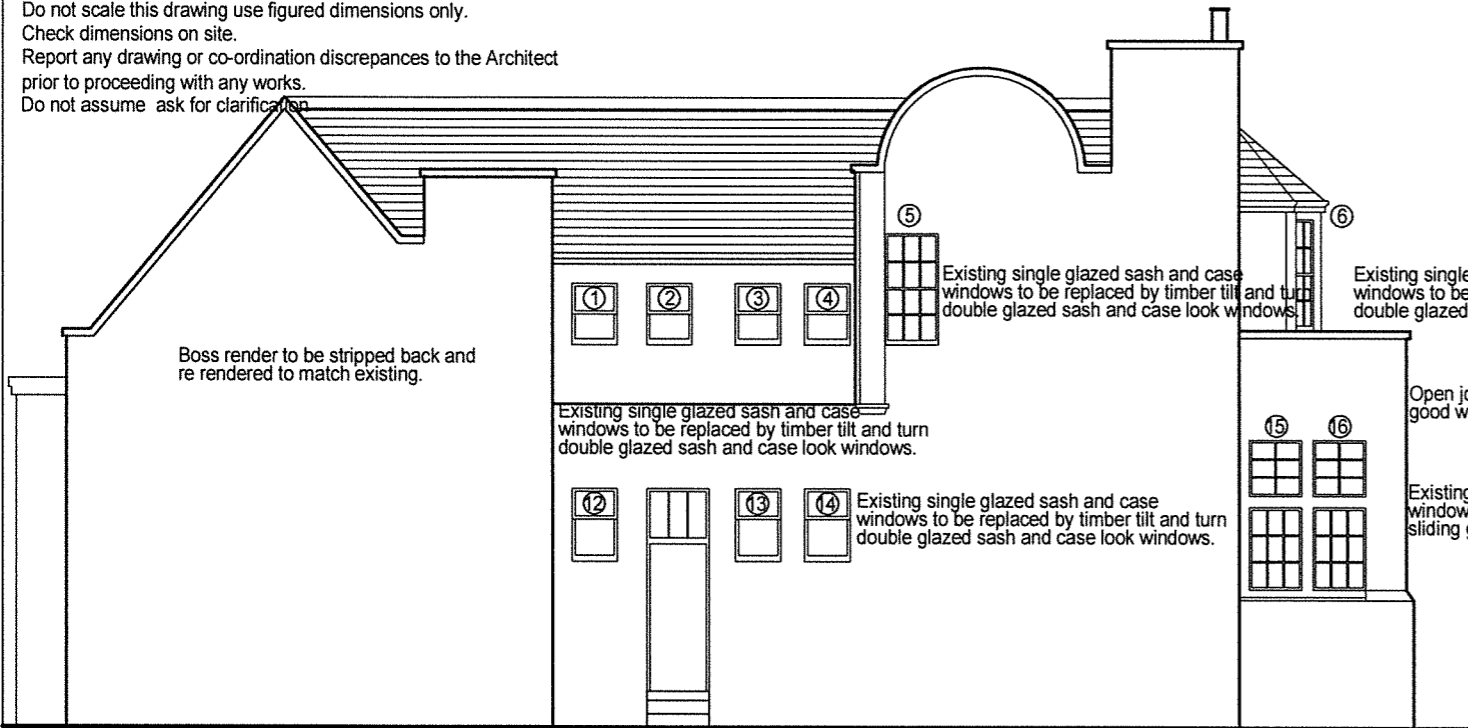 Do not scale this drawing use figured dimensions only.
Check dimensions on site.
Report any drawing or co-ordination discrepances to the Architect
prior to proceeding with any works.
Do not assume ask for clarification
5
6
Existing single glazed sash and case
windows to be replaced by timber tilt and turn
double glazed sash and case look windows.
Existing single
windows to be
double glazed
1
2
3
4
Boss render to be stripped back and
re rendered to match existing.
Existing single glazed sash and case
windows to be replaced by timber tilt and turn
double glazed sash and case look windows.
Open jo
good w
15
16
12
13
14
Existing single glazed sash and case
windows to be replaced by timber tilt and turn
double glazed sash and case look windows.
Existing
window
sliding